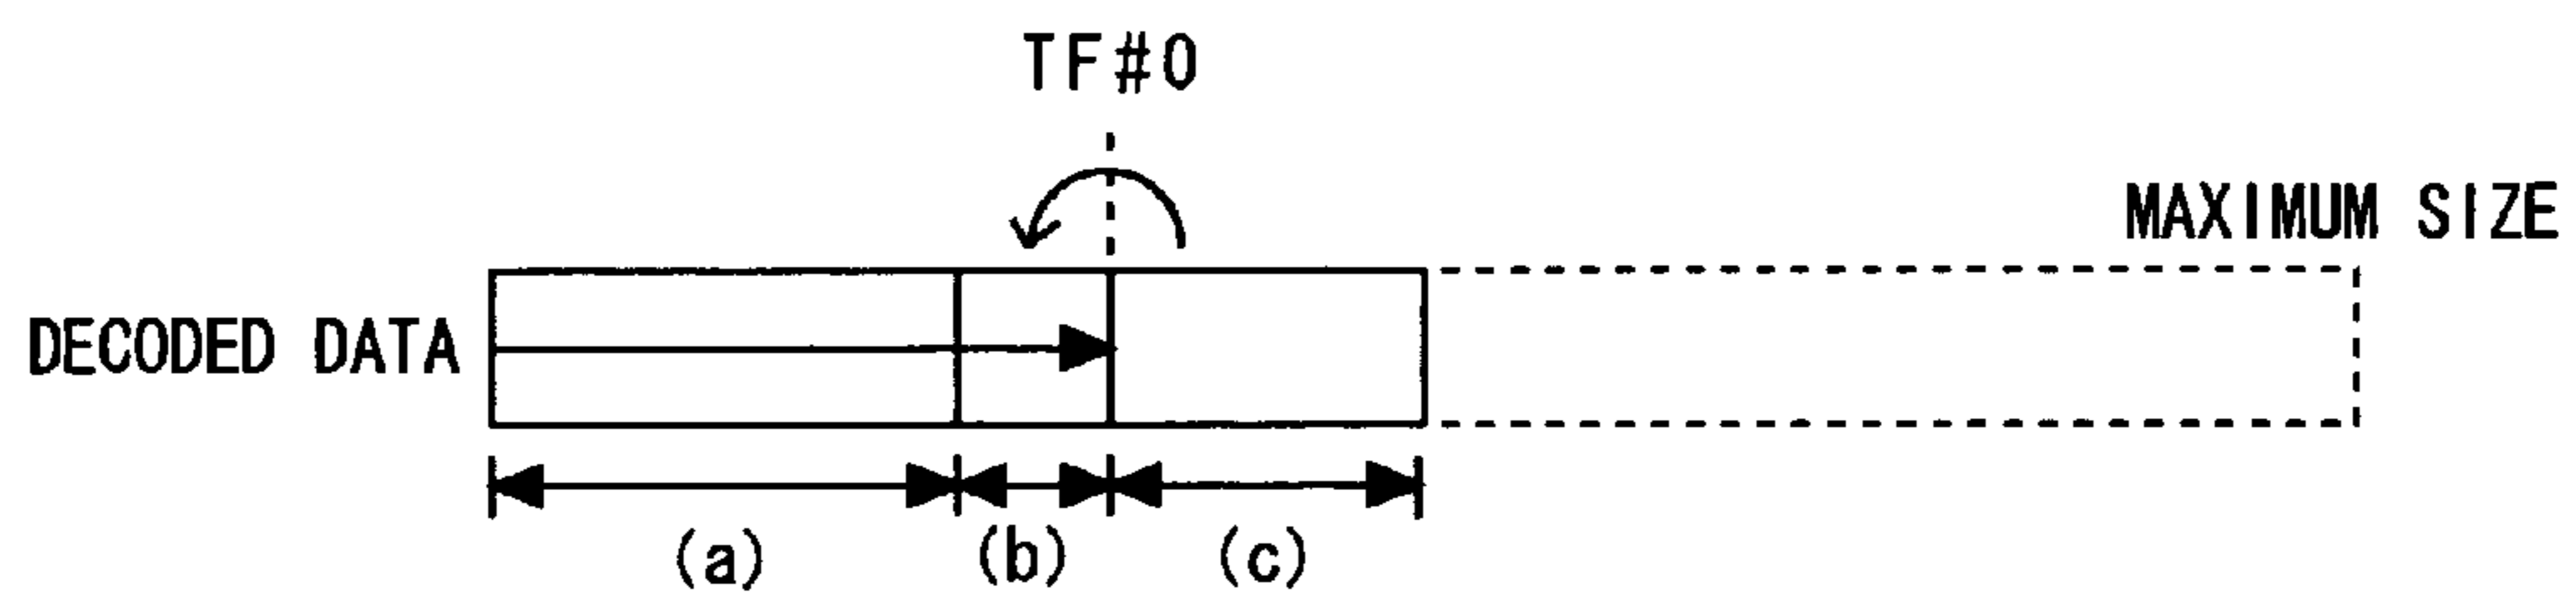 TF#0
MAXIMUM SIZE
DECODED DATA
(a)
(b)
(c)